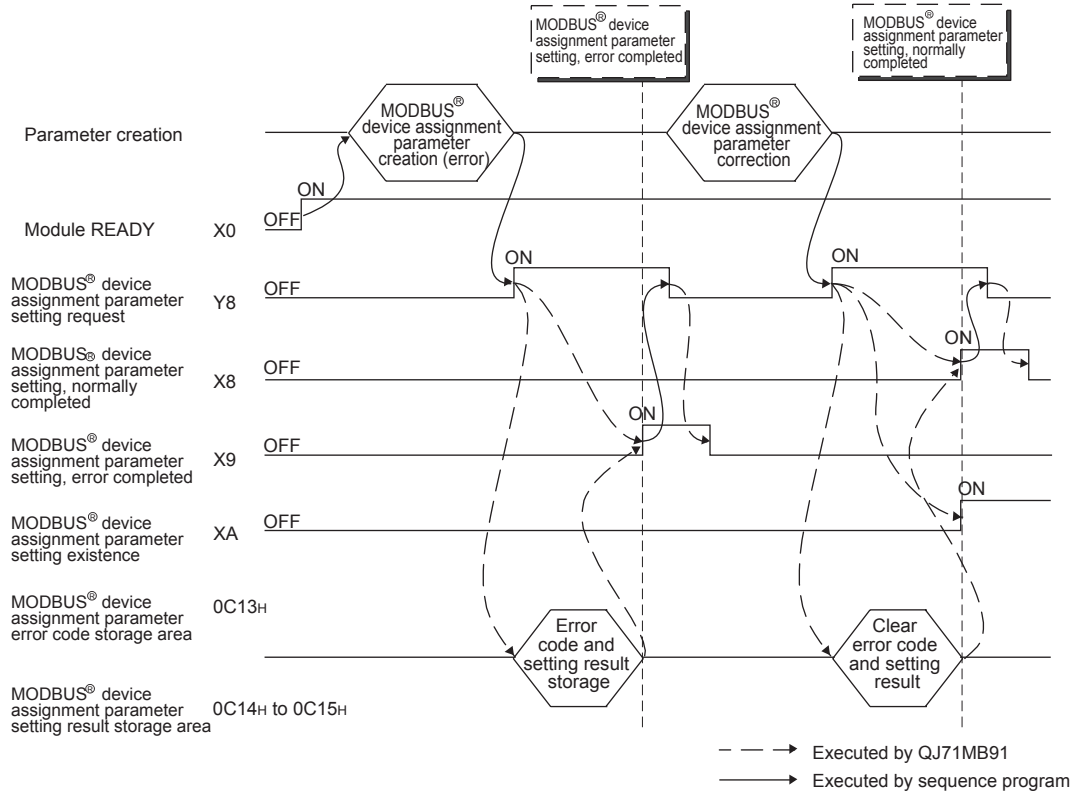 MODBUS® device
assignment parameter
setting, error completed
MODBUS® device
assignment parameter
setting, normally
completed
Parameter creation
MODBUS®
device assignment
parameter
creation (error)
MODBUS®
device assignment
parameter
correction
Module READY X0 OFF ON
MODBUS® device
assignment parameter
setting request
Y8 OFF ON ON
MODBUS® device
assignment parameter
setting, normally
completed
X8 OFF ON
MODBUS® device
assignment parameter
setting, error completed
X9 OFF ON
MODBUS® device
assignment parameter
setting existence
XA OFF ON
MODBUS® device
assignment parameter
error code storage area
0C13H
Error
code and
setting result
storage
Clear
error code
and setting
result
MODBUS® device
assignment parameter
setting result storage area
0C14H to 0C15H
Executed by QJ71MB91
Executed by sequence program